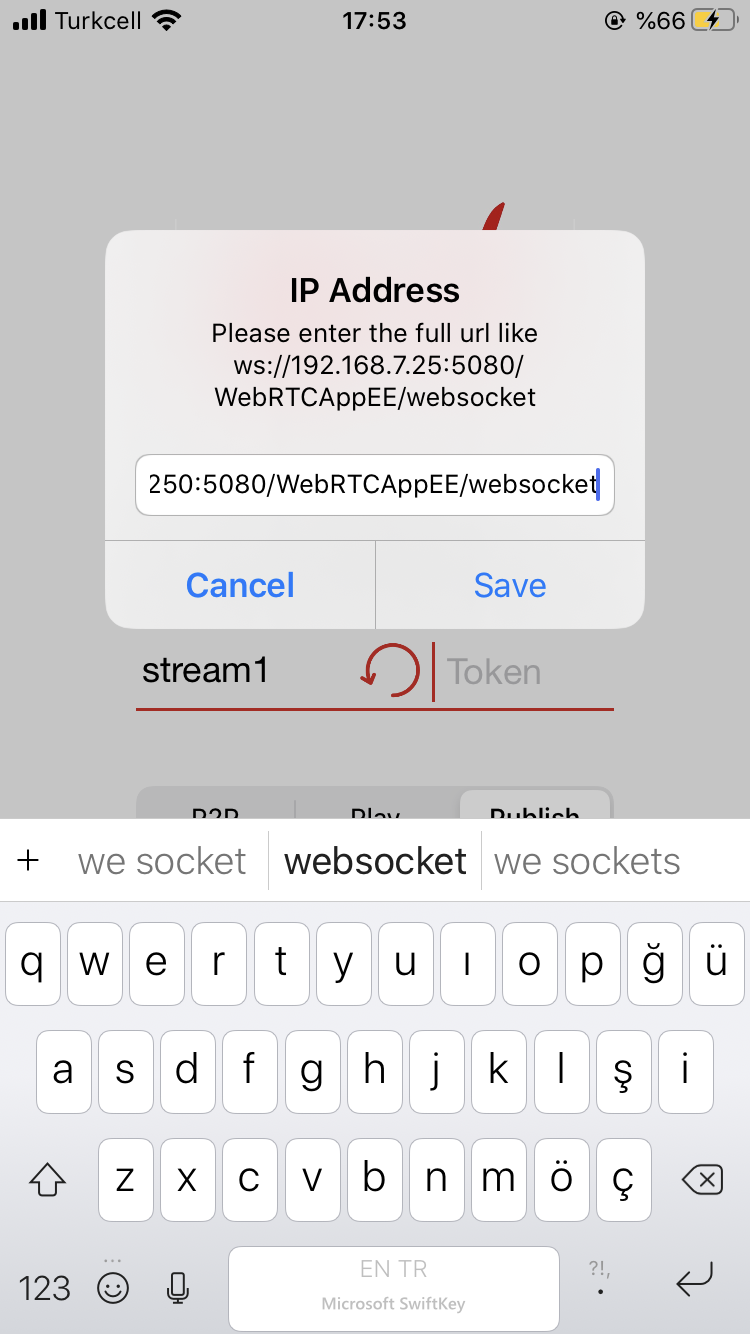 Turkcell 17:53 %66
IP Address
Please enter the full url like
ws://192.168.7.25:5080/
WebRTCAppEE/websocket
250:5080/WebRTCAppEE/websocket
Cancel Save
stream1 Token
P2P Play Publish
+ we socket websocket we sockets
q w e r t y u ı o p ğ ü
a s d f g h j k l ş i
z x c v b n m ö ç
... EN TR ?!,
123 .
Microsoft SwiftKey